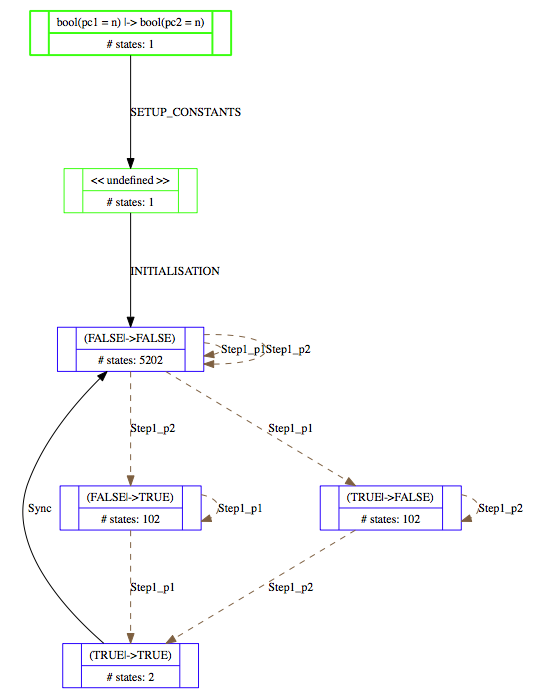 bool(pc1 = n) |-> bool(pc2 = n)
# states: 1
SETUP_CONSTANTS
<< undefined >>
# states: 1
INITIALISATION
(FALSE|->FALSE)
# states: 5202
Step1_p1
Step1_p2
Step1_p2
Step1_p1
(FALSE|->TRUE)
# states: 102
Step1_p1
(TRUE|->FALSE)
# states: 102
Step1_p2
Sync
Step1_p1
Step1_p2
(TRUE|->TRUE)
# states: 2